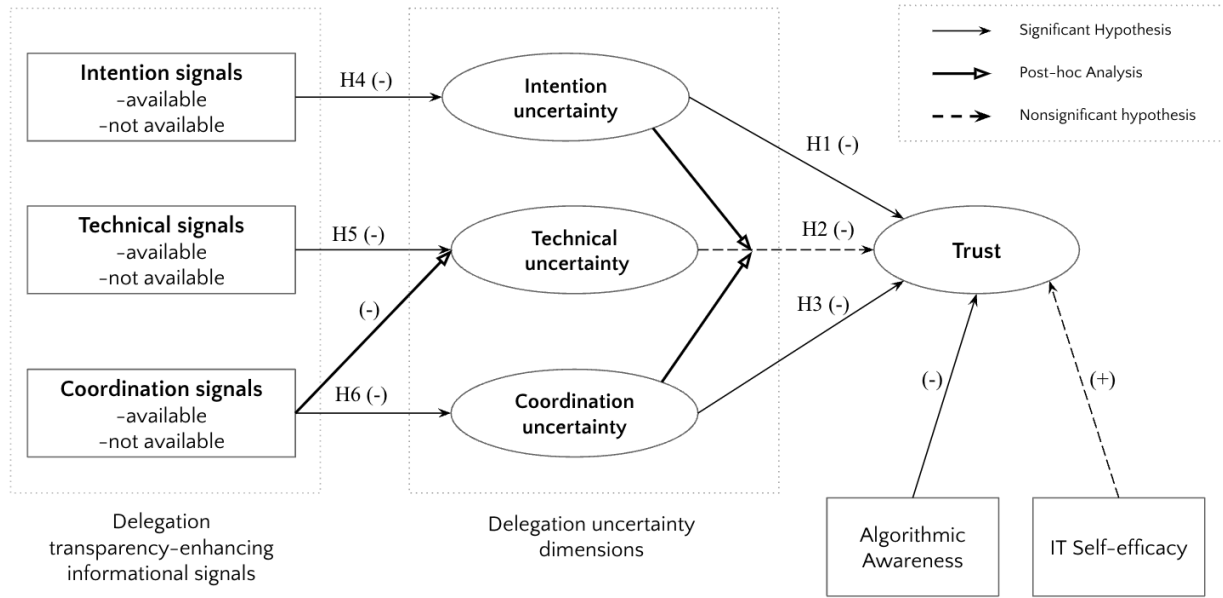 Intention signals
-available
-not available
H4 (-)
Intention
uncertainty
H1 (-)
Significant Hypothesis
Post-hoc Analysis
Nonsignificant hypothesis
Technical signals
-available
-not available
H5 (-)
Technical
uncertainty
H2 (-)
Trust
(-)
H3 (-)
Coordination signals
-available
-not available
H6 (-)
Coordination
uncertainty
(-)
(+)
Delegation
transparency-enhancing
informational signals
Delegation uncertainty
dimensions
Algorithmic
Awareness
IT Self-efficacy